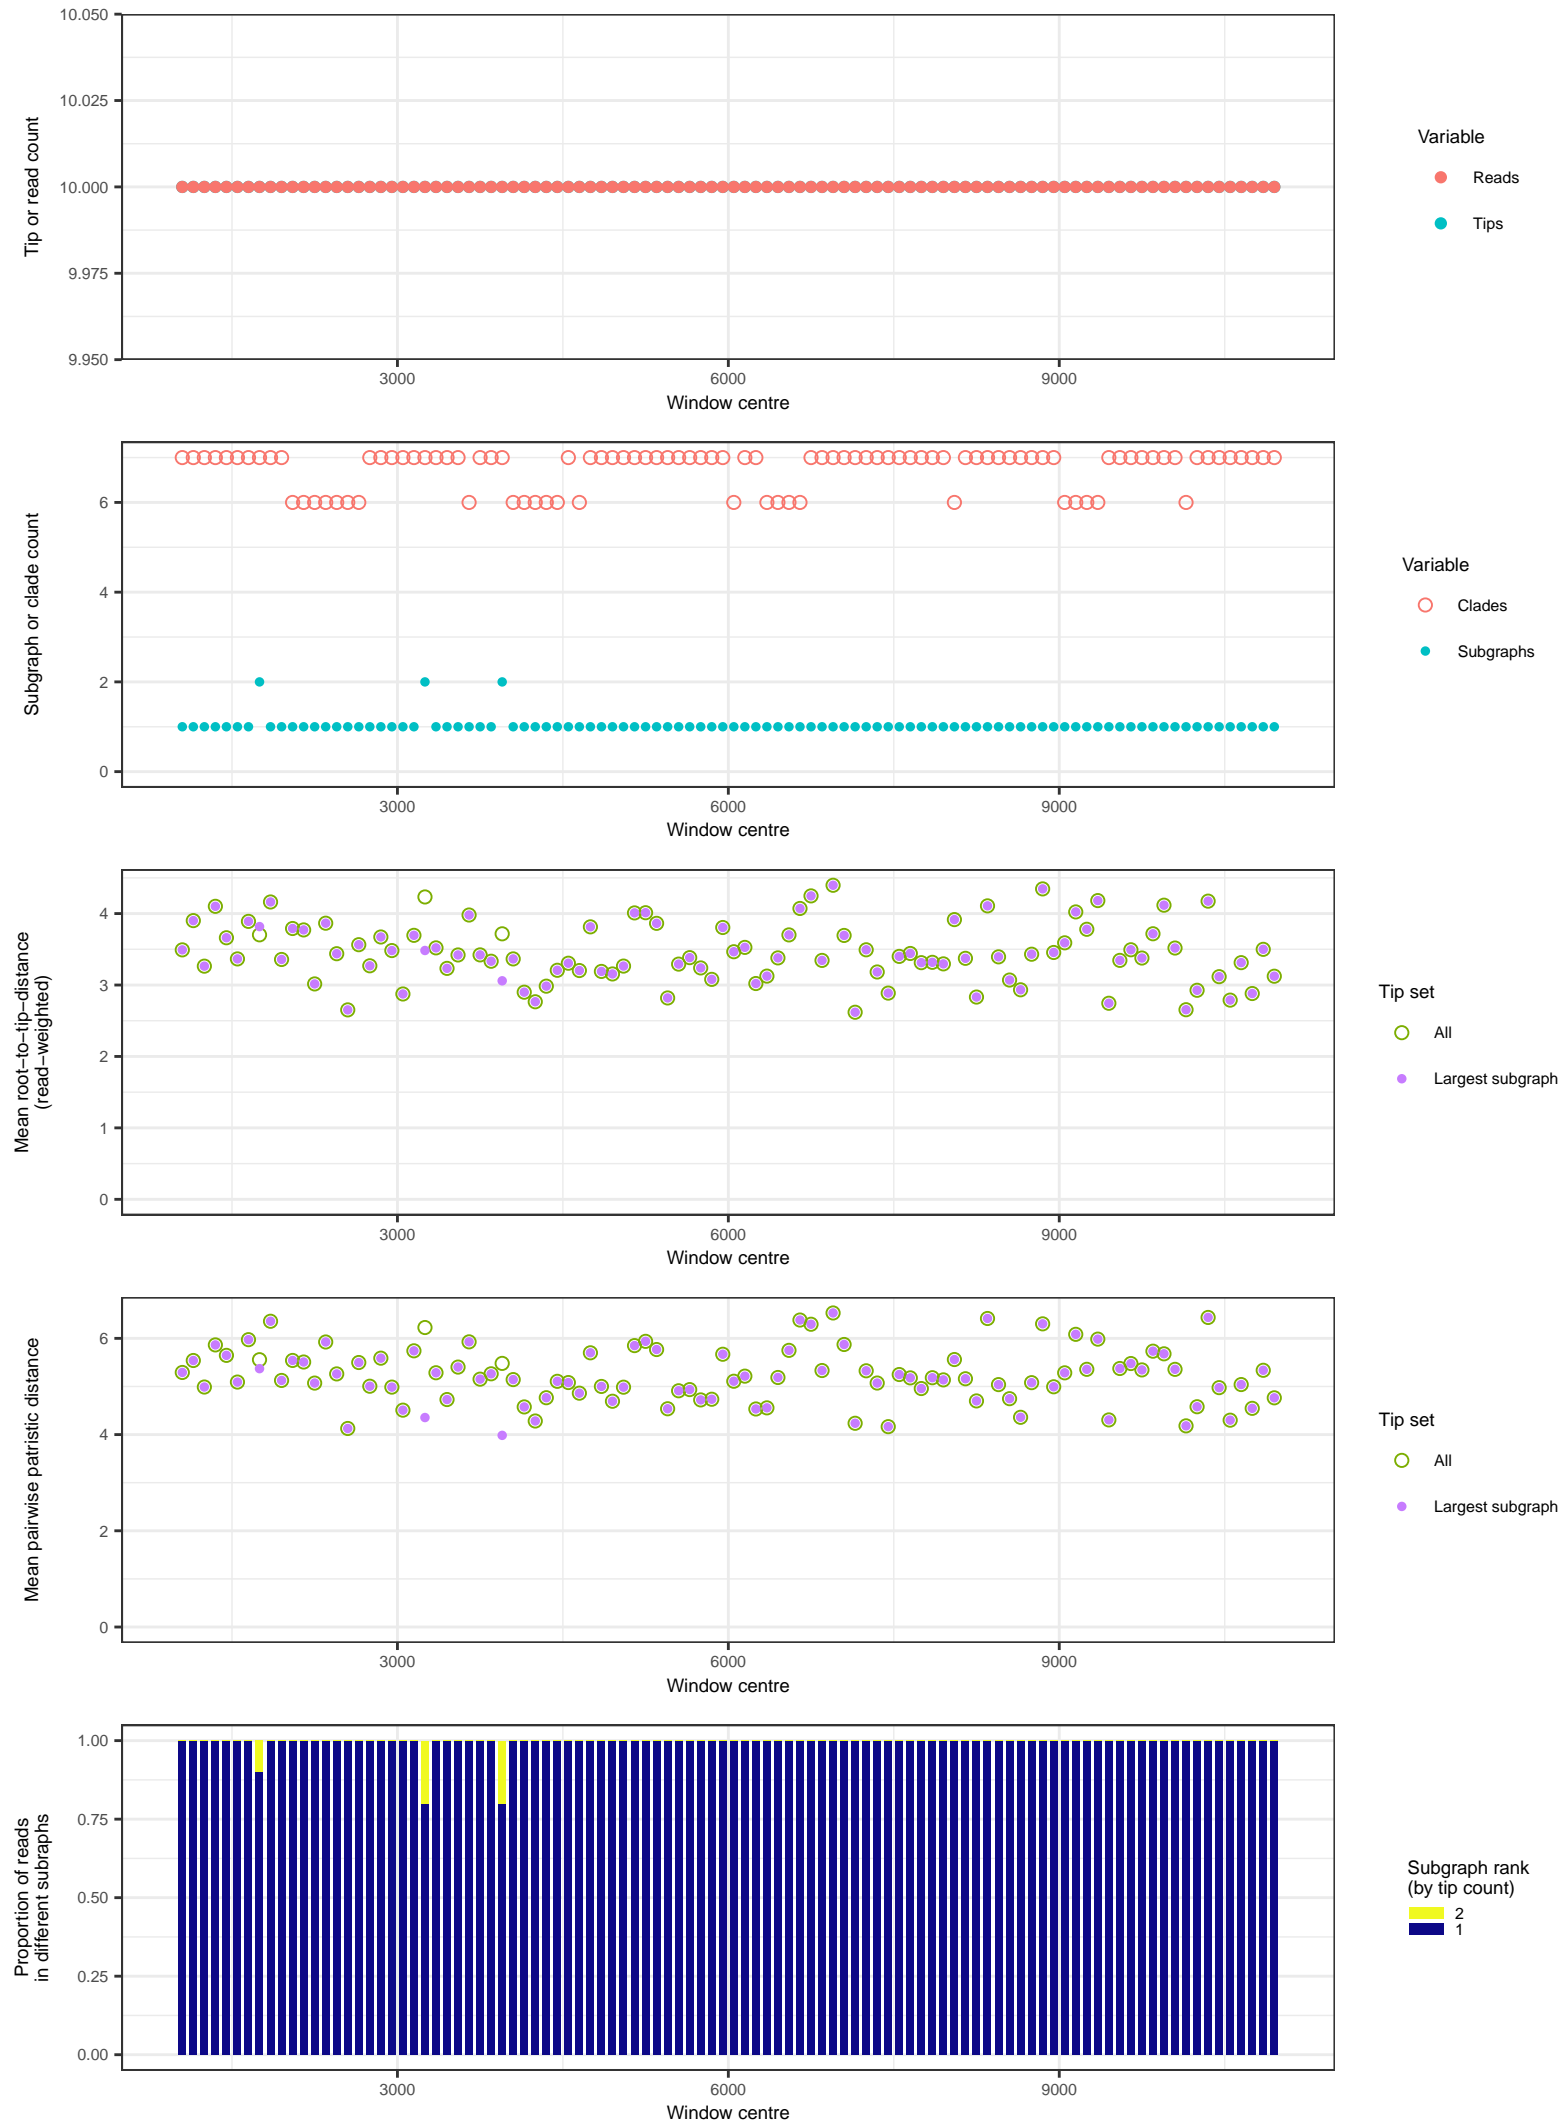 10.050
10.025
10.000
9.975
9.950
Tip or read count
3000
6000
9000
Window centre
Variable
Reads
Tips
6
4
2
0
Subgraph or clade count
3000
6000
9000
Window centre
Variable
Clades
Subgraphs
4
3
2
1
0
Mean root−to−tip−distance
(read−weighted)
3000
6000
9000
Window centre
Tip set
All
Largest subgraph
6
4
2
0
Mean pairwise patristic distance
3000
6000
9000
Window centre
Tip set
All
Largest subgraph
1.00
0.75
0.50
0.25
0.00
Proportion of reads
in different subraphs
3000
6000
9000
Window centre
Subgraph rank
(by tip count)
2
1